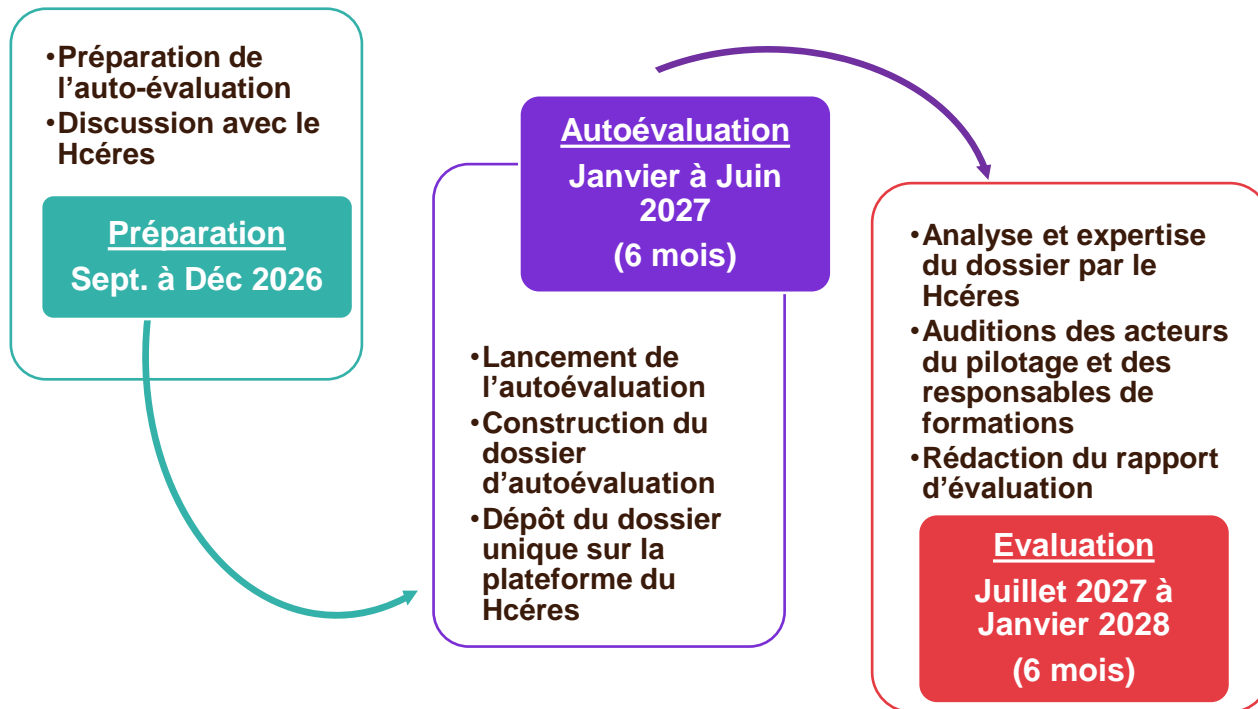 •Préparation de
l'auto-évaluation
•Discussion avec le
Hcéres
Préparation
Sept. à Déc 2026
Autoévaluation
Janvier à Juin
2027
(6 mois)
•Lancement de
l'autoévaluation
•Construction du
dossier
d'autoévaluation
•Dépôt du dossier
unique sur la
plateforme du
Hcéres
•Analyse et expertise
du dossier par le
Hcéres
•Auditions des acteurs
du pilotage et des
responsables de
formations
•Rédaction du rapport
d'évaluation
Evaluation
Juillet 2027 à
Janvier 2028
(6 mois)